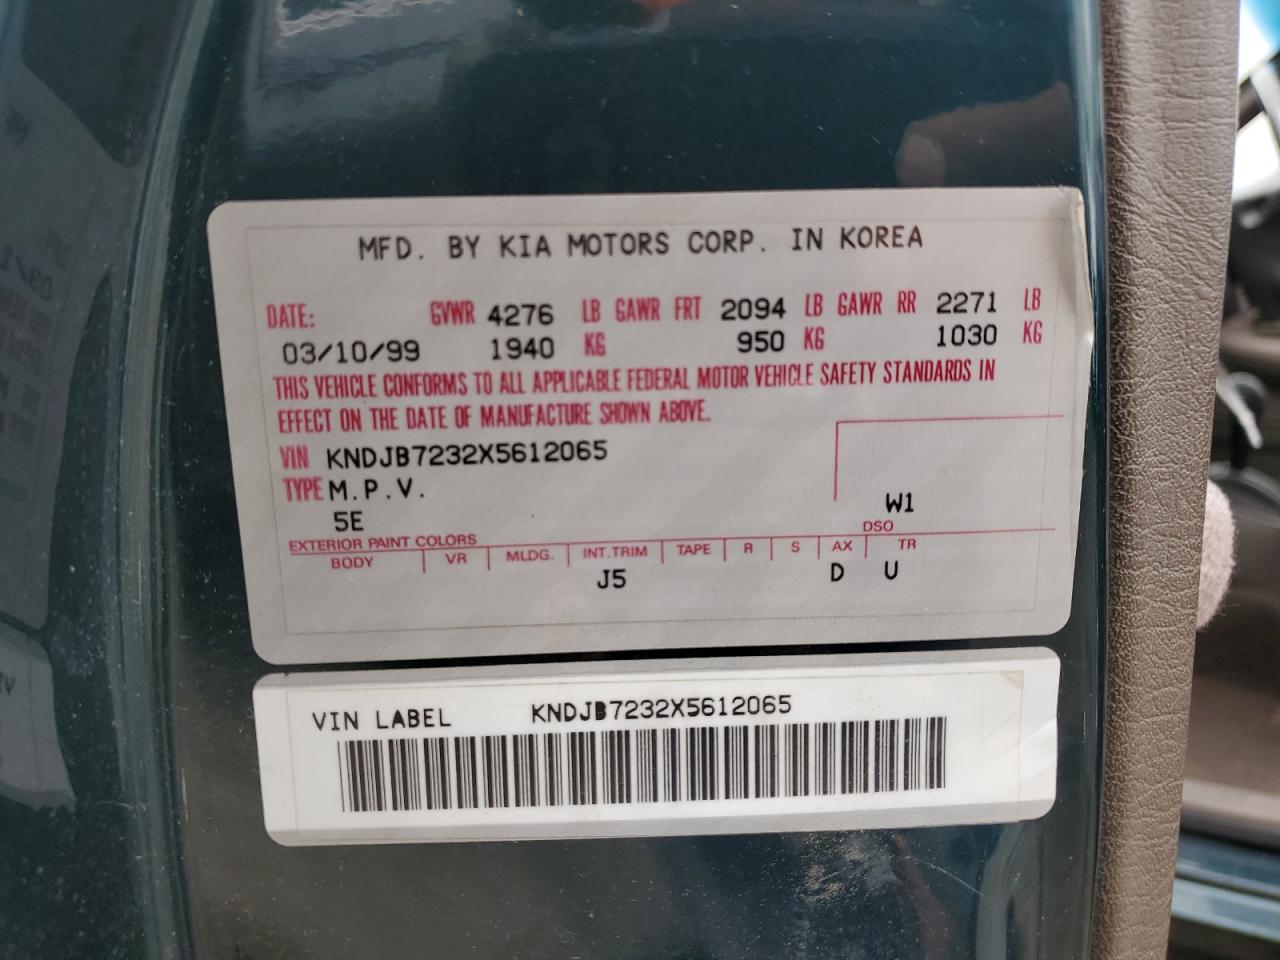 MFD. BY KIA MOTORS CORP. IN KOREA
DATE: GVWR 4276 LB GAWR FRT 2094 LB GAWR RR 2271 LB
03/10/99 1940 KG 950 KG 1030 KG
THIS VEHICLE CONFORMS TO ALL APPLICABLE FEDERAL MOTOR VEHICLE SAFETY STANDARDS IN
EFFECT ON THE DATE OF MANUFACTURE SHOWN ABOVE.
VIN KNDJB7232X5612065
TYPE M.P.V.
5E W1
EXTERIOR PAINT COLORS DSO
BODY VR MLDG. INT.TRIM TAPE R S AX TR
J5 D U
VIN LABEL KNDJB7232X5612065